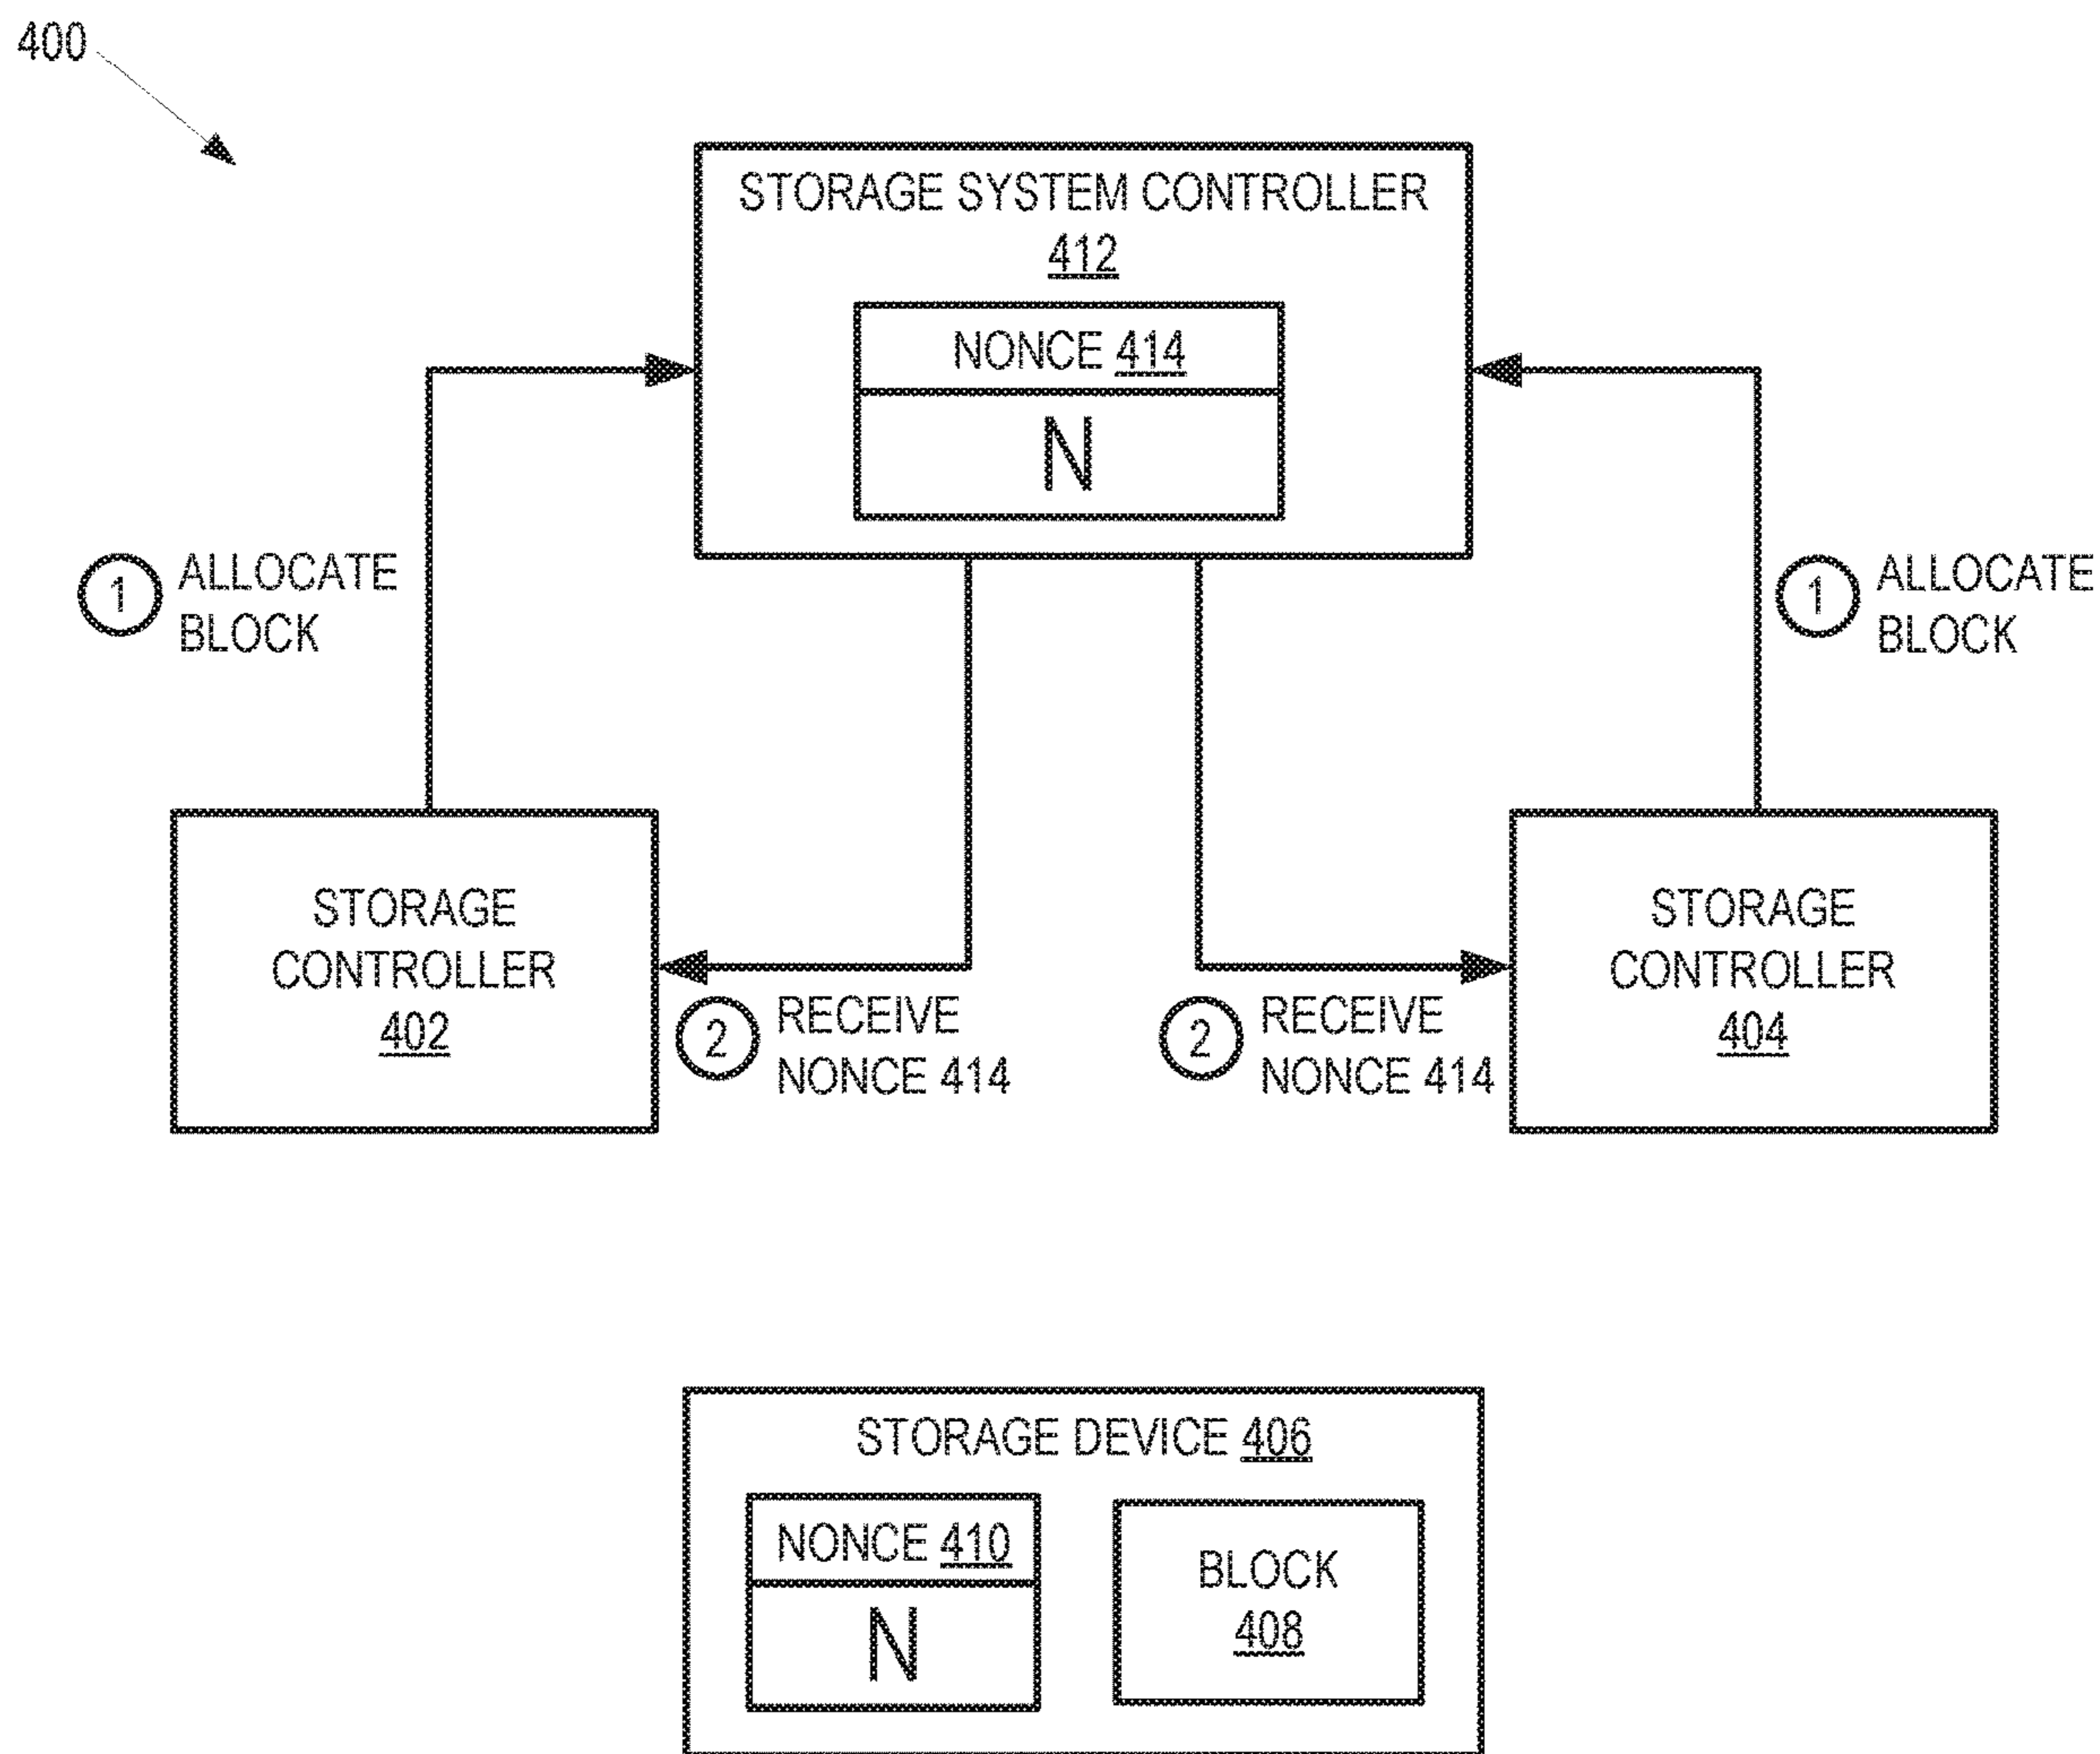 400
STORAGE SYSTEM CONTROLLER
412
NONCE 414
N
1
ALLOCATE
BLOCK
1
ALLOCATE
BLOCK
STORAGE
CONTROLLER
402
2
RECEIVE
NONCE 414
2
RECEIVE
NONCE 414
STORAGE
CONTROLLER
404
STORAGE DEVICE 406
NONCE 410
N
BLOCK
408